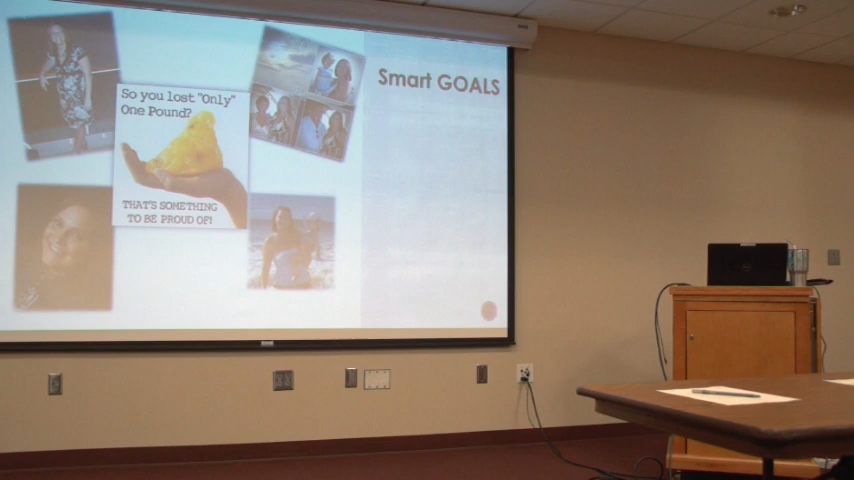 Smart GOALS
So you lost "Only"
One Pound?
THAT'S SOMETHING
TO BE PROUD OF!